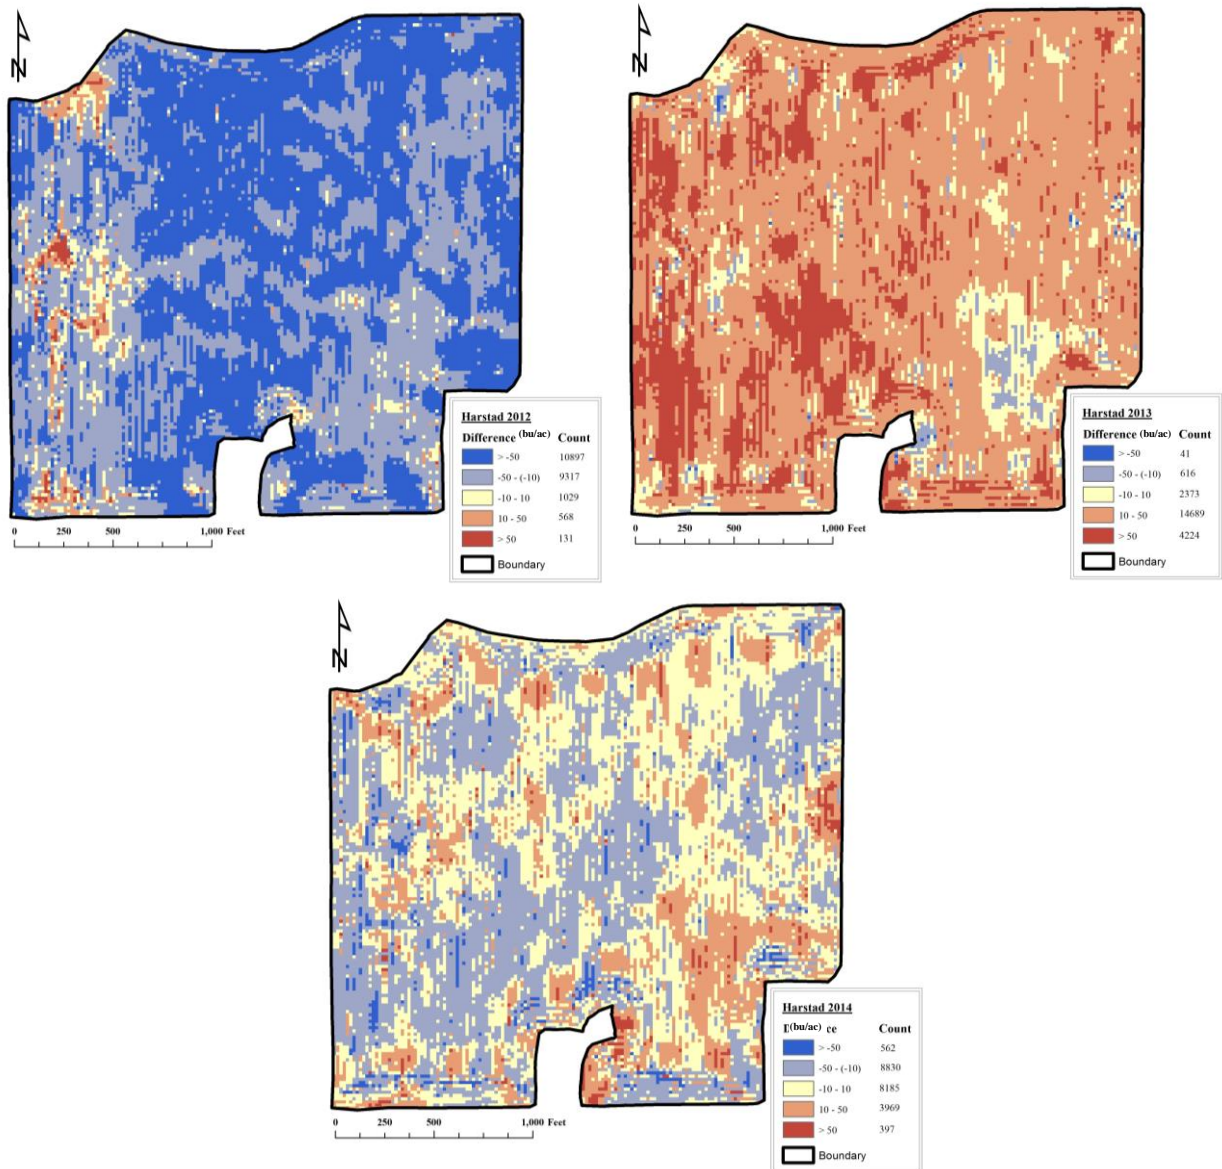 N
N
Harstad 2012
Difference (bu/ac) Count
> -50 10897
-50 - (-10) 9317
-10 - 10 1029
10 - 50 568
> 50 131
Boundary
0 250 500 1,000 Feet
Harstad 2013
Difference (bu/ac) Count
> -50 41
-50 - (-10) 616
-10 - 10 2373
10 - 50 14689
> 50 4224
Boundary
0 250 500 1,000 Feet
N
Harstad 2014
(bu/ac) ce Count
> -50 562
-50 - (-10) 8830
-10 - 10 8185
10 - 50 3969
> 50 397
Boundary
0 250 500 1,000 Feet